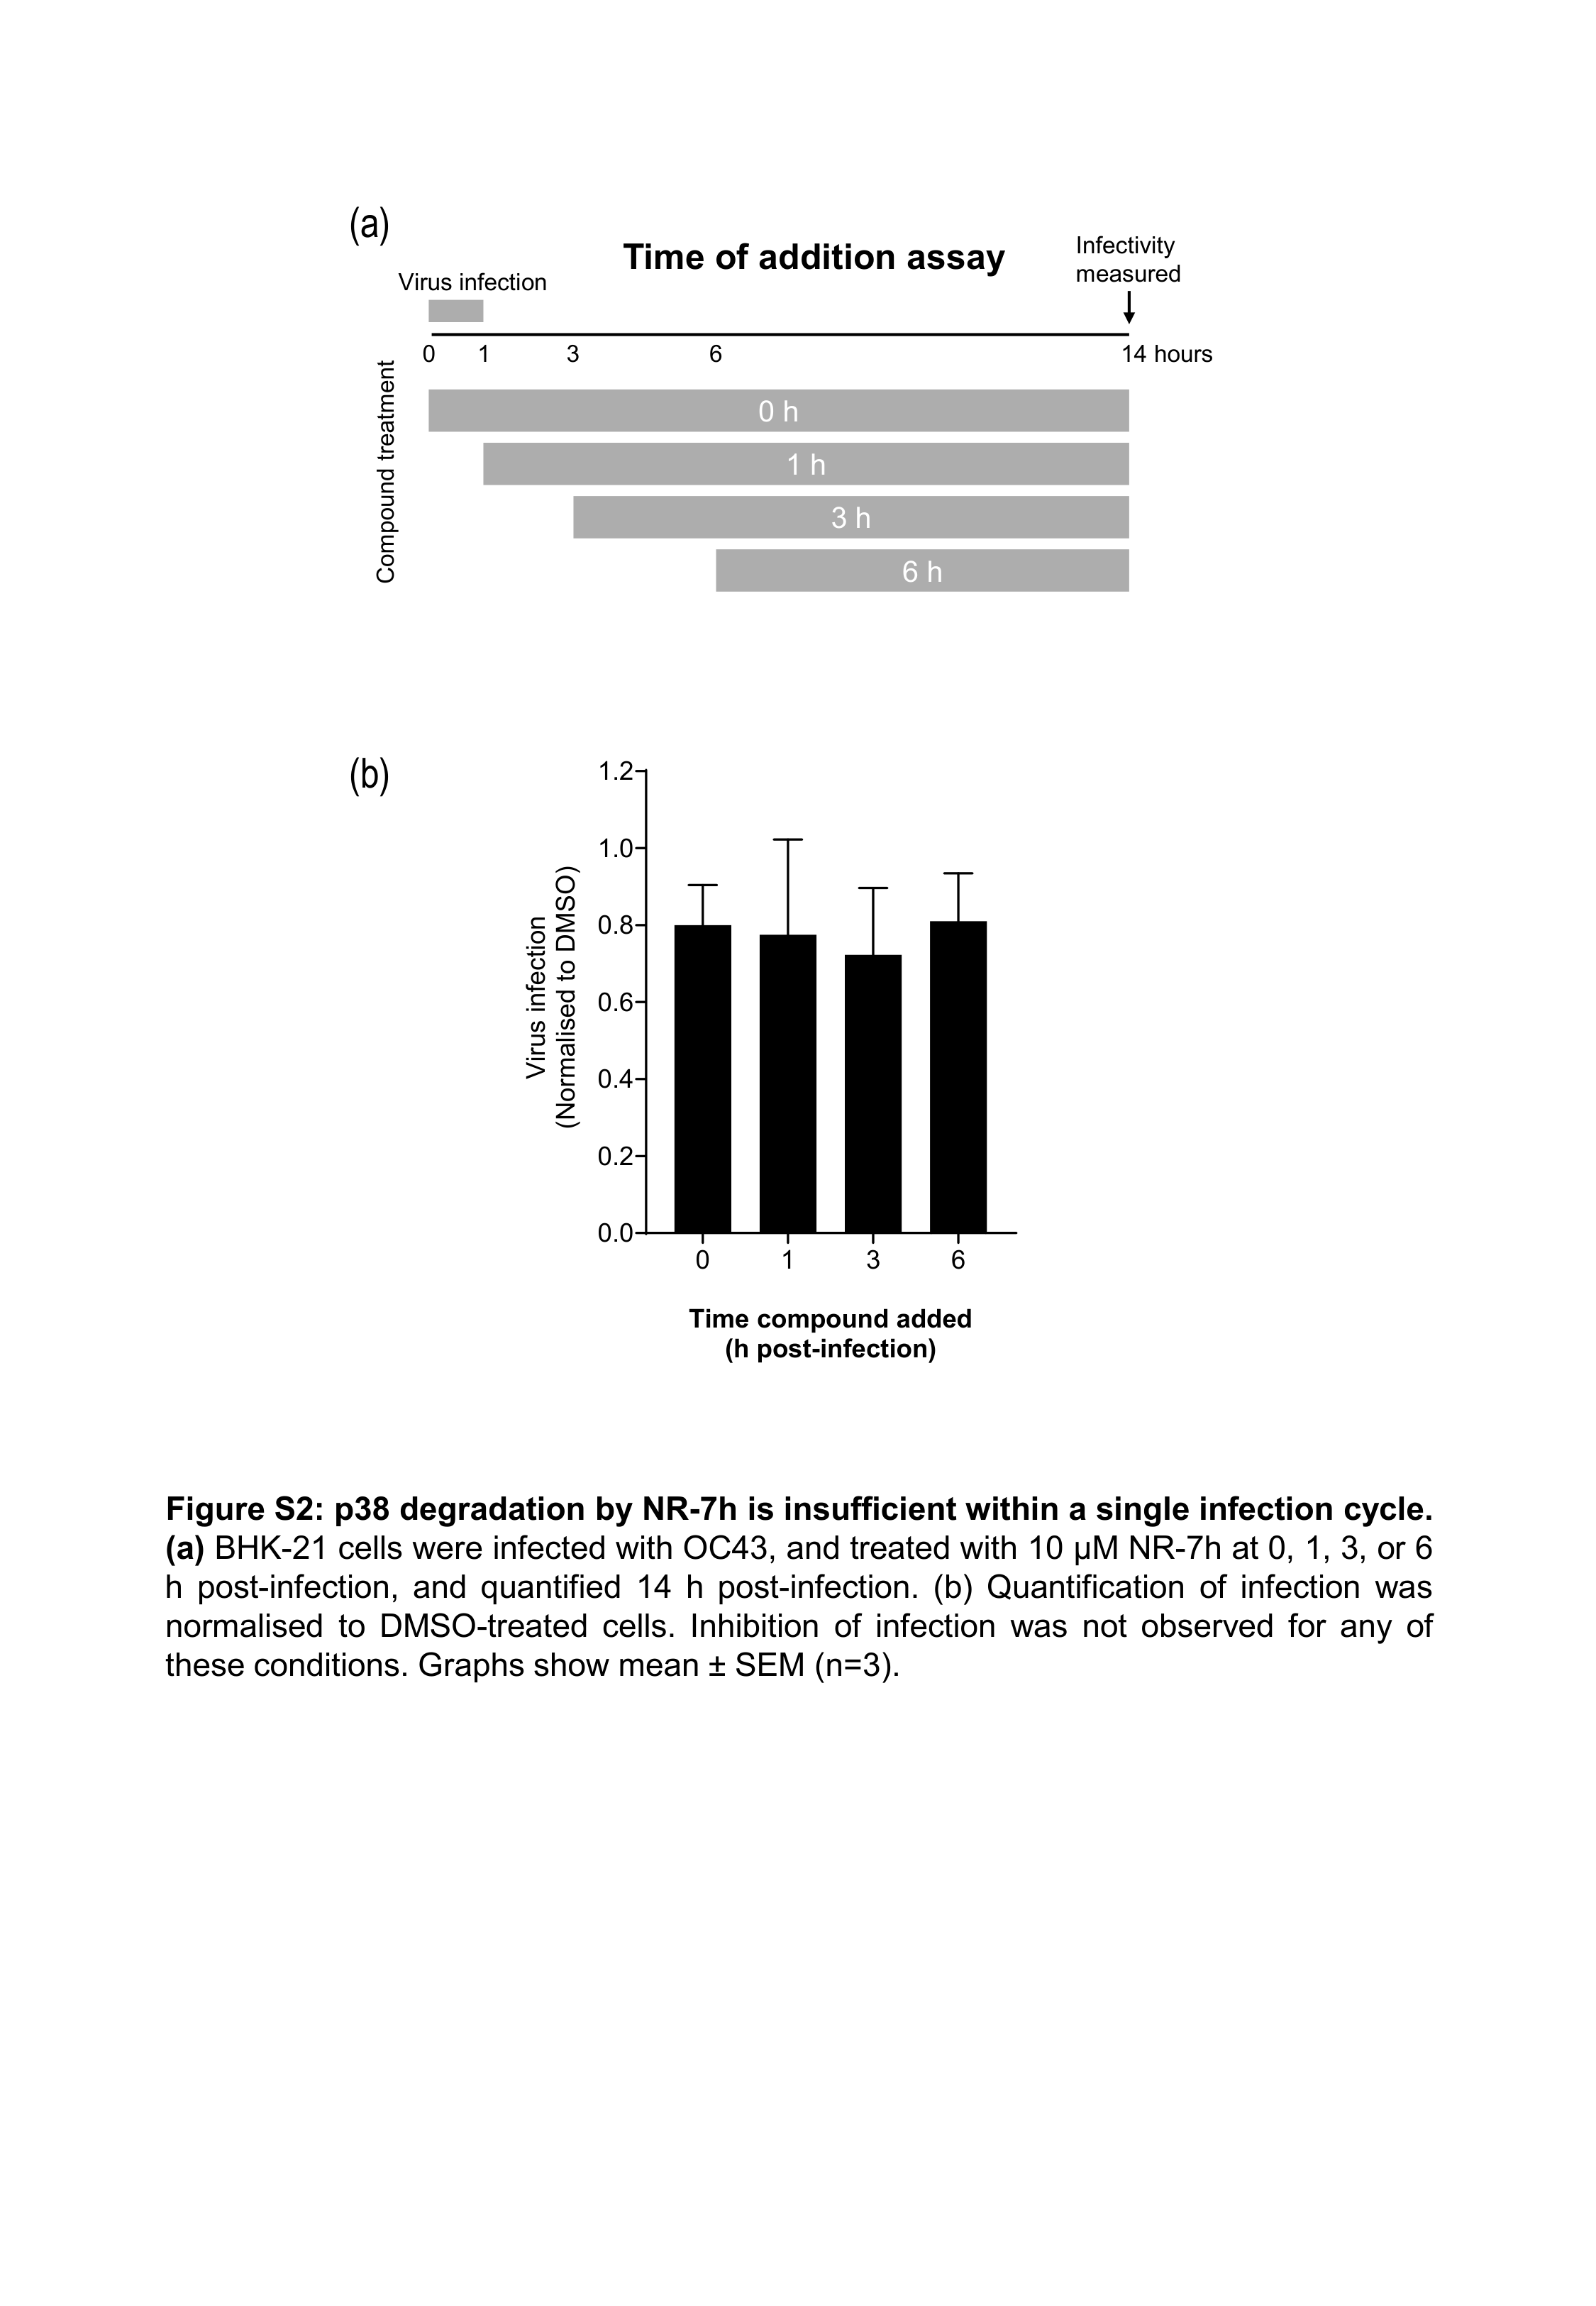 (a)
Time of addition assay
Infectivity
measured
Virus infection
0 1 3 6 14 hours
Compound treatment
0 h
1 h
3 h
6 h
(b)
Virus infection
(Normalised to DMSO)
1.2
1.0
0.8
0.6
0.4
0.2
0.0
0 1 3 6
Time compound added
(h post-infection)
Figure S2: p38 degradation by NR-7h is insufficient within a single infection cycle.
(a) BHK-21 cells were infected with OC43, and treated with 10 µM NR-7h at 0, 1, 3, or 6
h post-infection, and quantified 14 h post-infection. (b) Quantification of infection was
normalised to DMSO-treated cells. Inhibition of infection was not observed for any of
these conditions. Graphs show mean ± SEM (n=3).